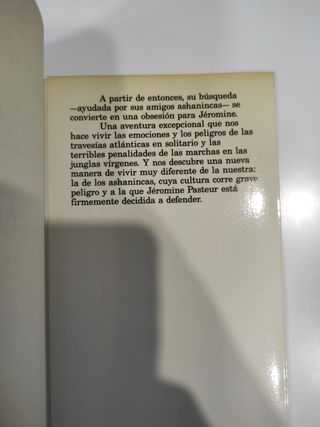 A partir de entonces, su búsqueda
—ayudada por sus amigos ashanincas— se
convierte en una obsesión para Jéromine.
Una aventura excepcional que nos
hace vivir las emociones y los peligros de las
travesías atlánticas en solitario y las
terribles penalidades de las marchas en las
junglas vírgenes. Y nos descubre una nueva
manera de vivir muy diferente de la nuestra:
la de los ashanincas, cuya cultura corre grave
peligro y a la que Jéromine Pasteur está
firmemente decidida a defender.